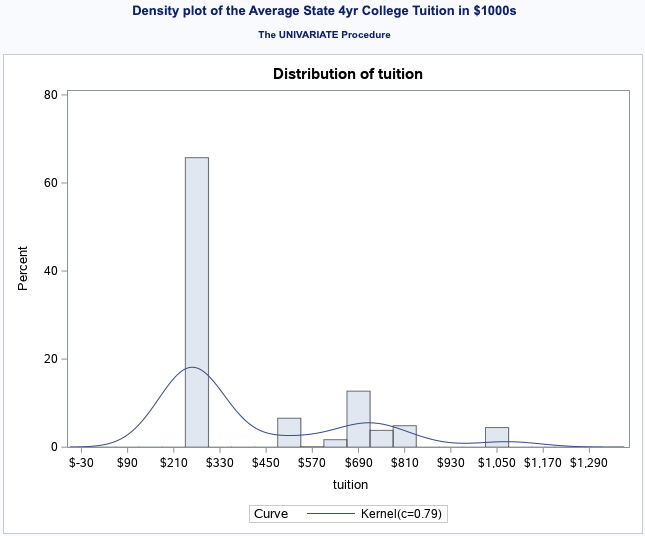 Density plot of the Average State 4yr College Tuition in $1000s
The UNIVARIATE Procedure
Distribution of tuition
80
60
40
20
0
Percent
$-30 $90 $210 $330 $450 $570 $690 $810 $930 $1,050 $1,170 $1,290
tuition
Curve Kernel(c=0.79)